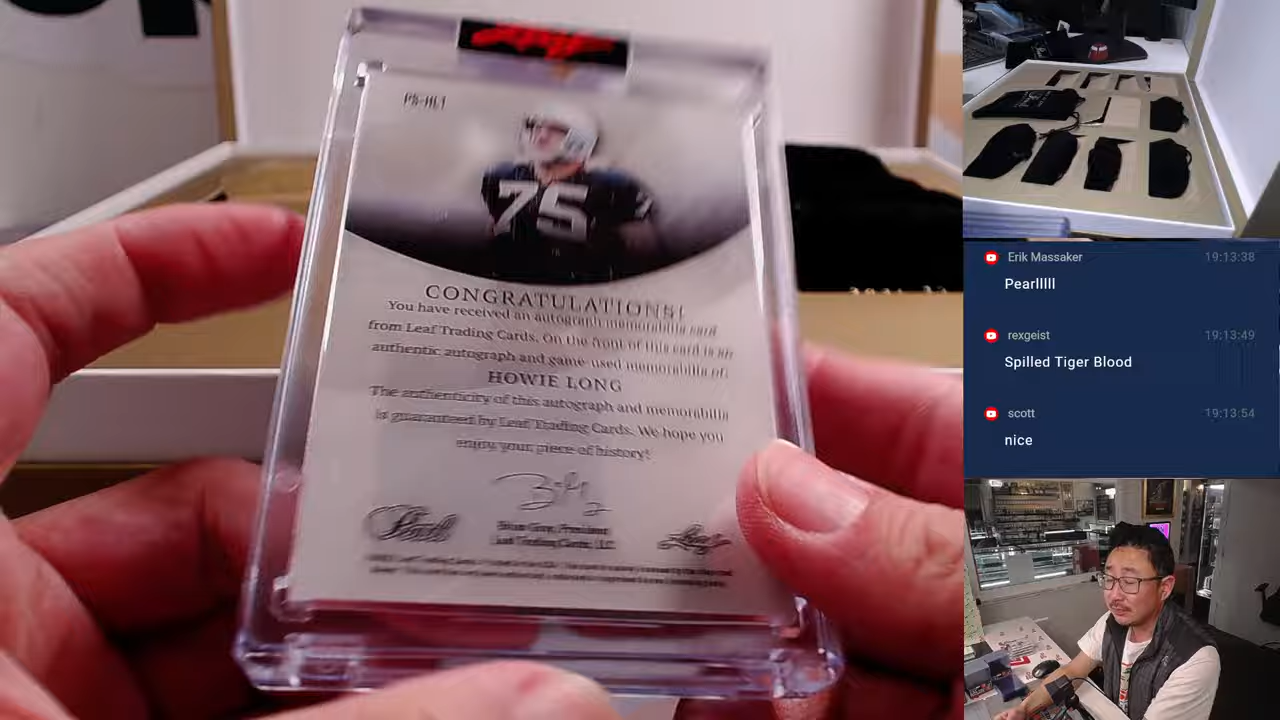 PB-HL1
75
CONGRATULATIONS!
You have received an autograph memorabilia card
from Leaf Trading Cards. On the front of this card is an
authentic autograph and game-used memorabilia of:
HOWIE LONG
The authenticity of this autograph and memorabilia
is guaranteed by Leaf Trading Cards. We hope you
enjoy your piece of history!
Pearl
Brian Gray, President
Leaf Trading Cards, LLC.
Leaf
Erik Massaker 19:13:38
Pearlllll
rexgeist 19:13:49
Spilled Tiger Blood
scott 19:13:54
nice